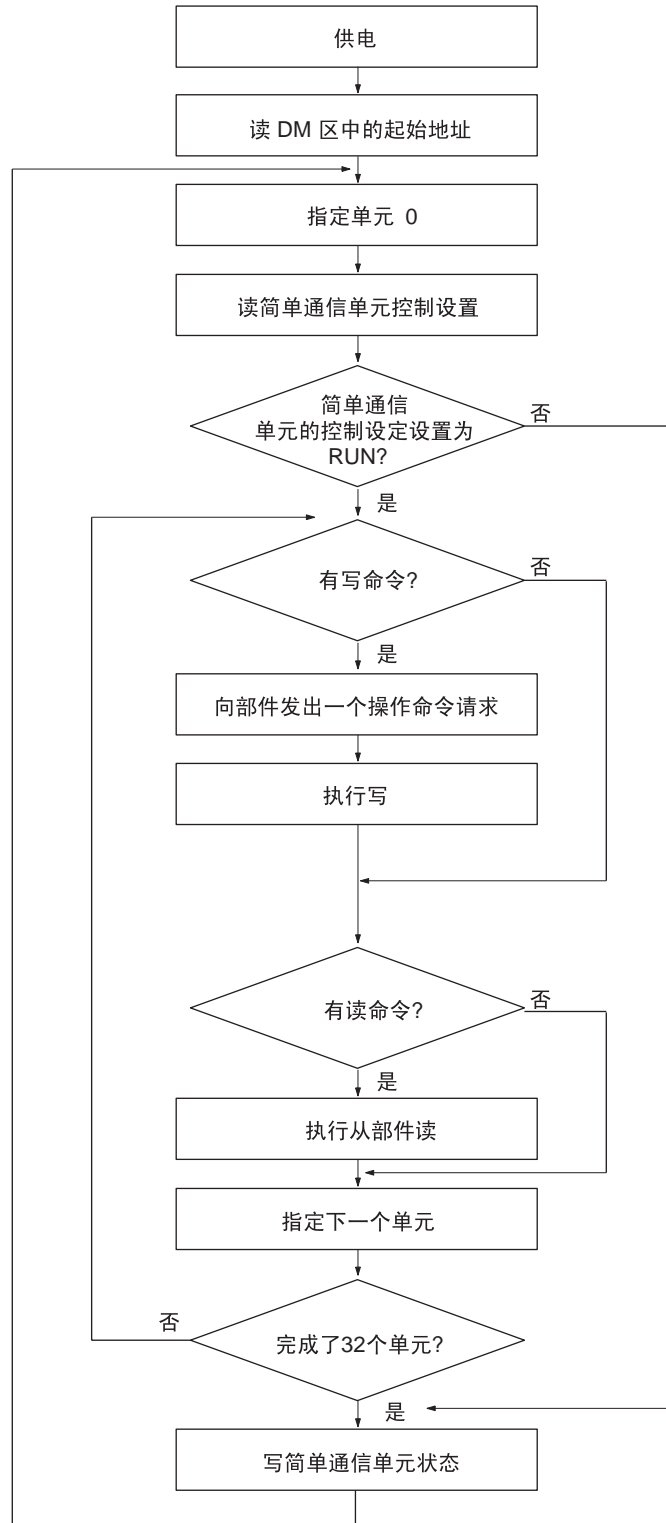 供电
读 DM 区中的起始地址
指定单元 0
读简单通信单元控制设置
简单通信
单元的控制设定设置为
RUN?
否
是
有写命令?
否
是
向部件发出一个操作命令请求
执行写
有读命令?
否
是
执行从部件读
指定下一个单元
否
完成了32个单元?
是
写简单通信单元状态